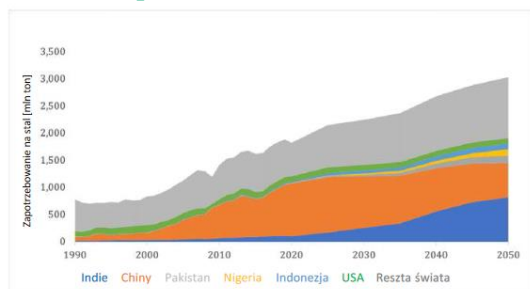 Zapotrzebowanie na stal [mln ton]
3,500
3,000
2,500
2,000
1,500
1,000
500
0
1990 2000 2010 2020 2030 2040 2050
Indie Chiny Pakistan Nigeria Indonezja USA Reszta świata